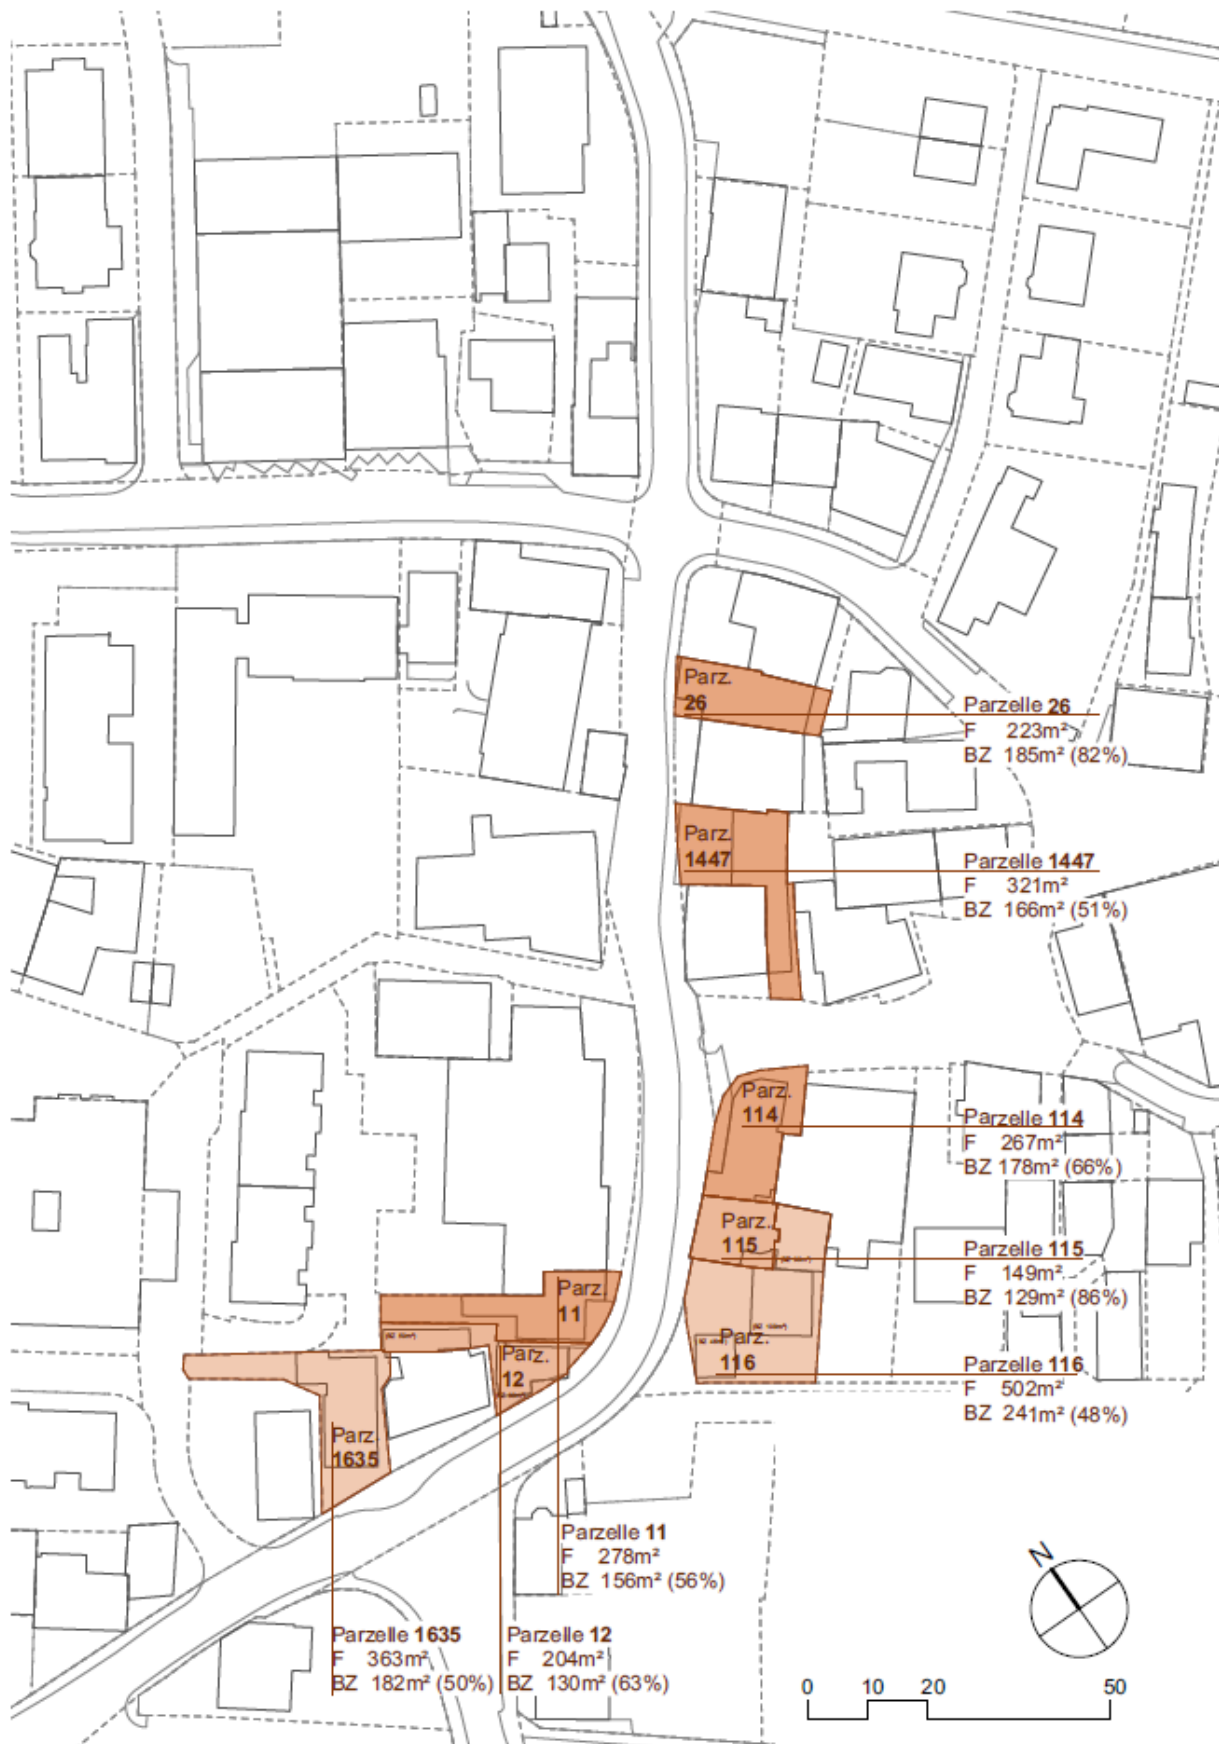 Parz.
26
Parzelle 26
F 223m²
BZ 185m² (82%)
Parz.
1447
Parzelle 1447
F 321m²
BZ 166m² (51%)
Parz.
114
Parzelle 114
F 267m²
BZ 178m² (66%)
Parz.
115
Parzelle 115
F 149m²
BZ 129m² (86%)
Parz.
116
Parzelle 116
F 502m²
BZ 241m² (48%)
Parz.
11
Parz.
12
Parz.
1635
Parzelle 11
F 278m²
BZ 156m² (56%)
Parzelle 1635
F 363m²
BZ 182m² (50%)
Parzelle 12
F 204m²
BZ 130m² (63%)
N
0 10 20 50